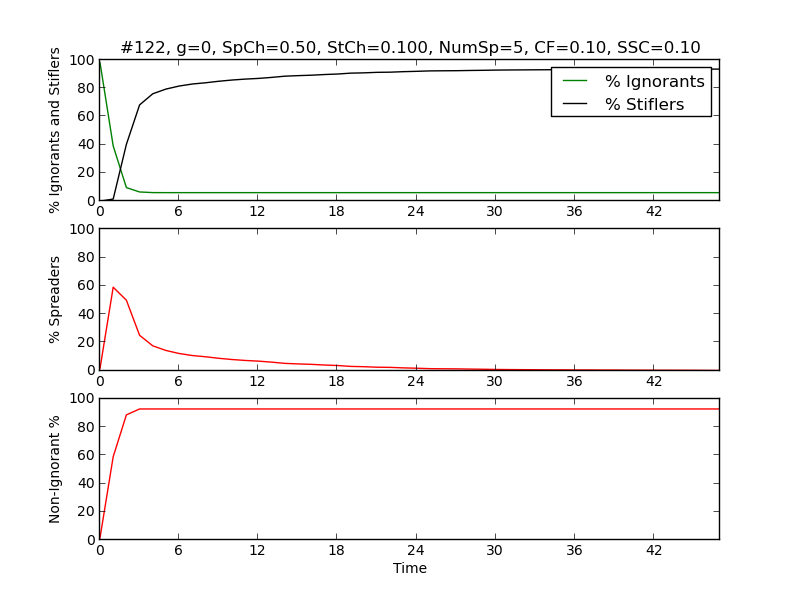 #122, g=0, SpCh=0.50, StCh=0.100, NumSp=5, CF=0.10, SSC=0.10
% Ignorants and Stiflers
100
80
60
40
20
0
% Ignorants
% Stiflers
0 6 12 18 24 30 36 42
% Spreaders
100
80
60
40
20
0
0 6 12 18 24 30 36 42
Non-Ignorant %
100
80
60
40
20
0
0 6 12 18 24 30 36 42
Time